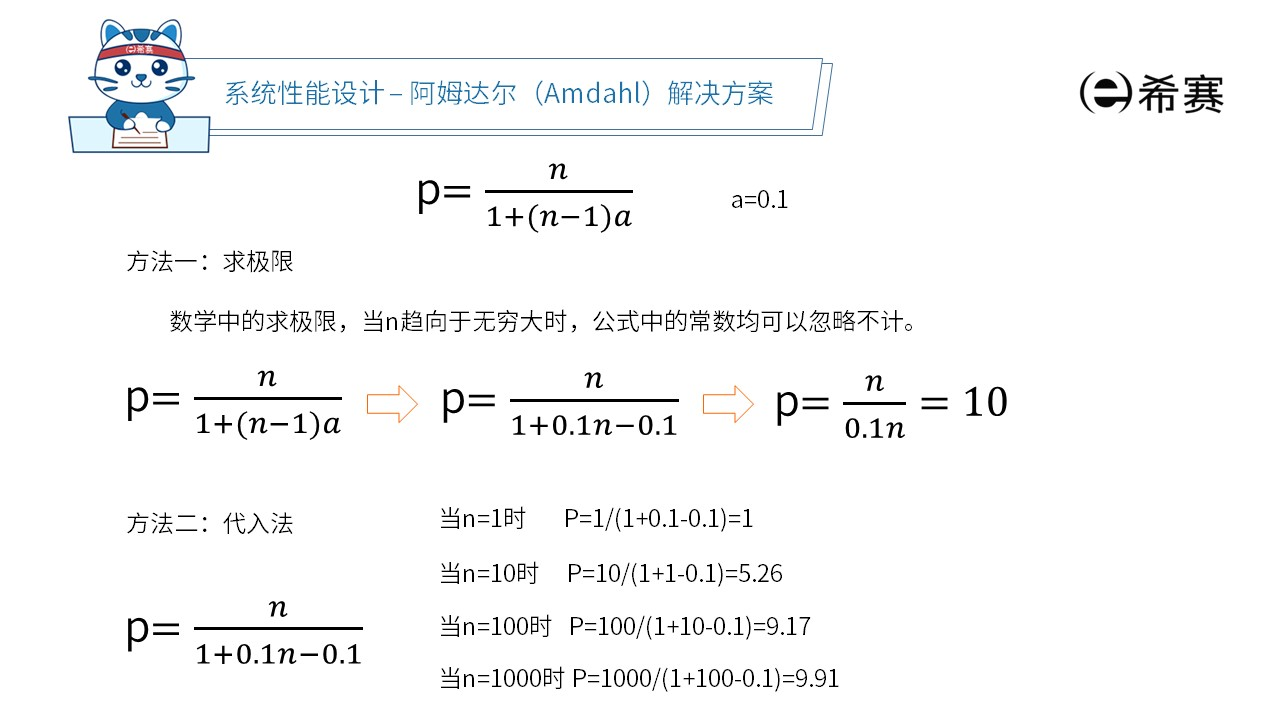 系统性能设计 – 阿姆达尔（Amdahl）解决方案
希赛
希赛
p= n/(1+(n−1)a) a=0.1
方法一：求极限
数学中的求极限，当n趋向于无穷大时，公式中的常数均可以忽略不计。
p= n/(1+(n−1)a) p= n/(1+0.1n−0.1) p= n/(0.1n) = 10
方法二：代入法
p= n/(1+0.1n−0.1)
当n=1时 P=1/(1+0.1-0.1)=1
当n=10时 P=10/(1+1-0.1)=5.26
当n=100时 P=100/(1+10-0.1)=9.17
当n=1000时 P=1000/(1+100-0.1)=9.91